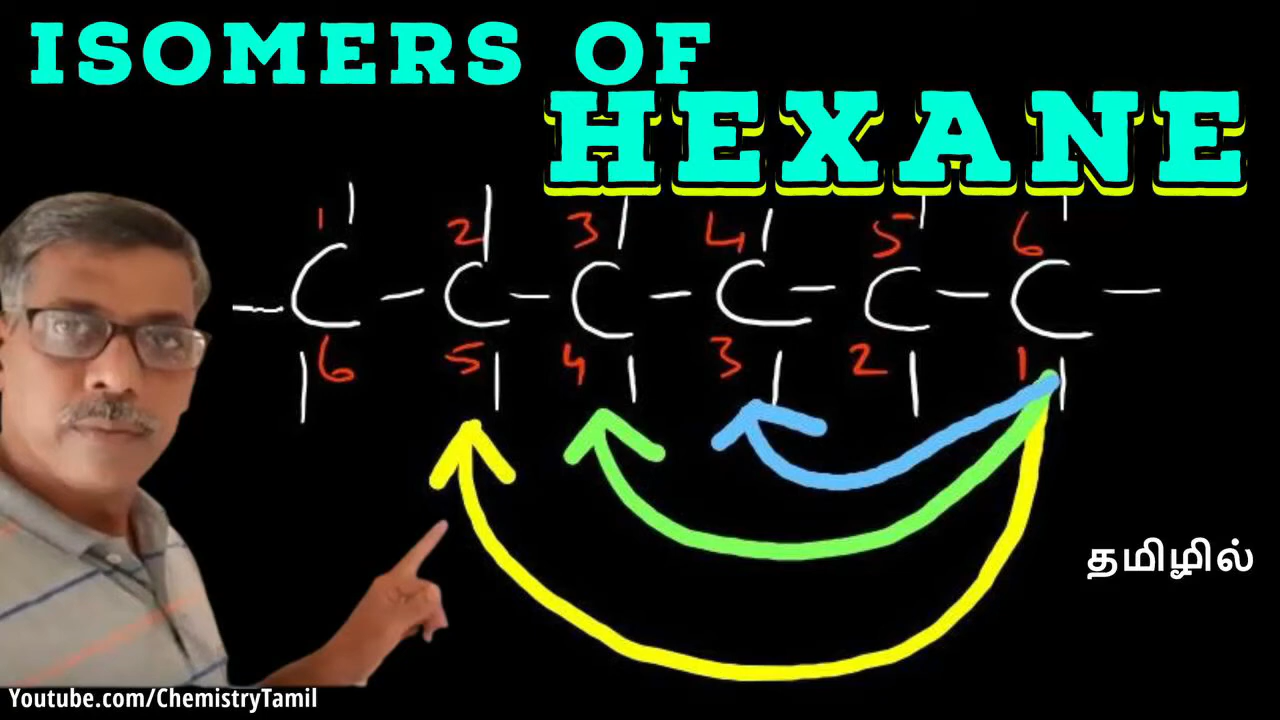 ISOMERS OF
HEXANE
1 2 3 4 5 6
C - C - C - C - C - C
6 5 4 3 2 1
தமிழில்
Youtube.com/ChemistryTamil